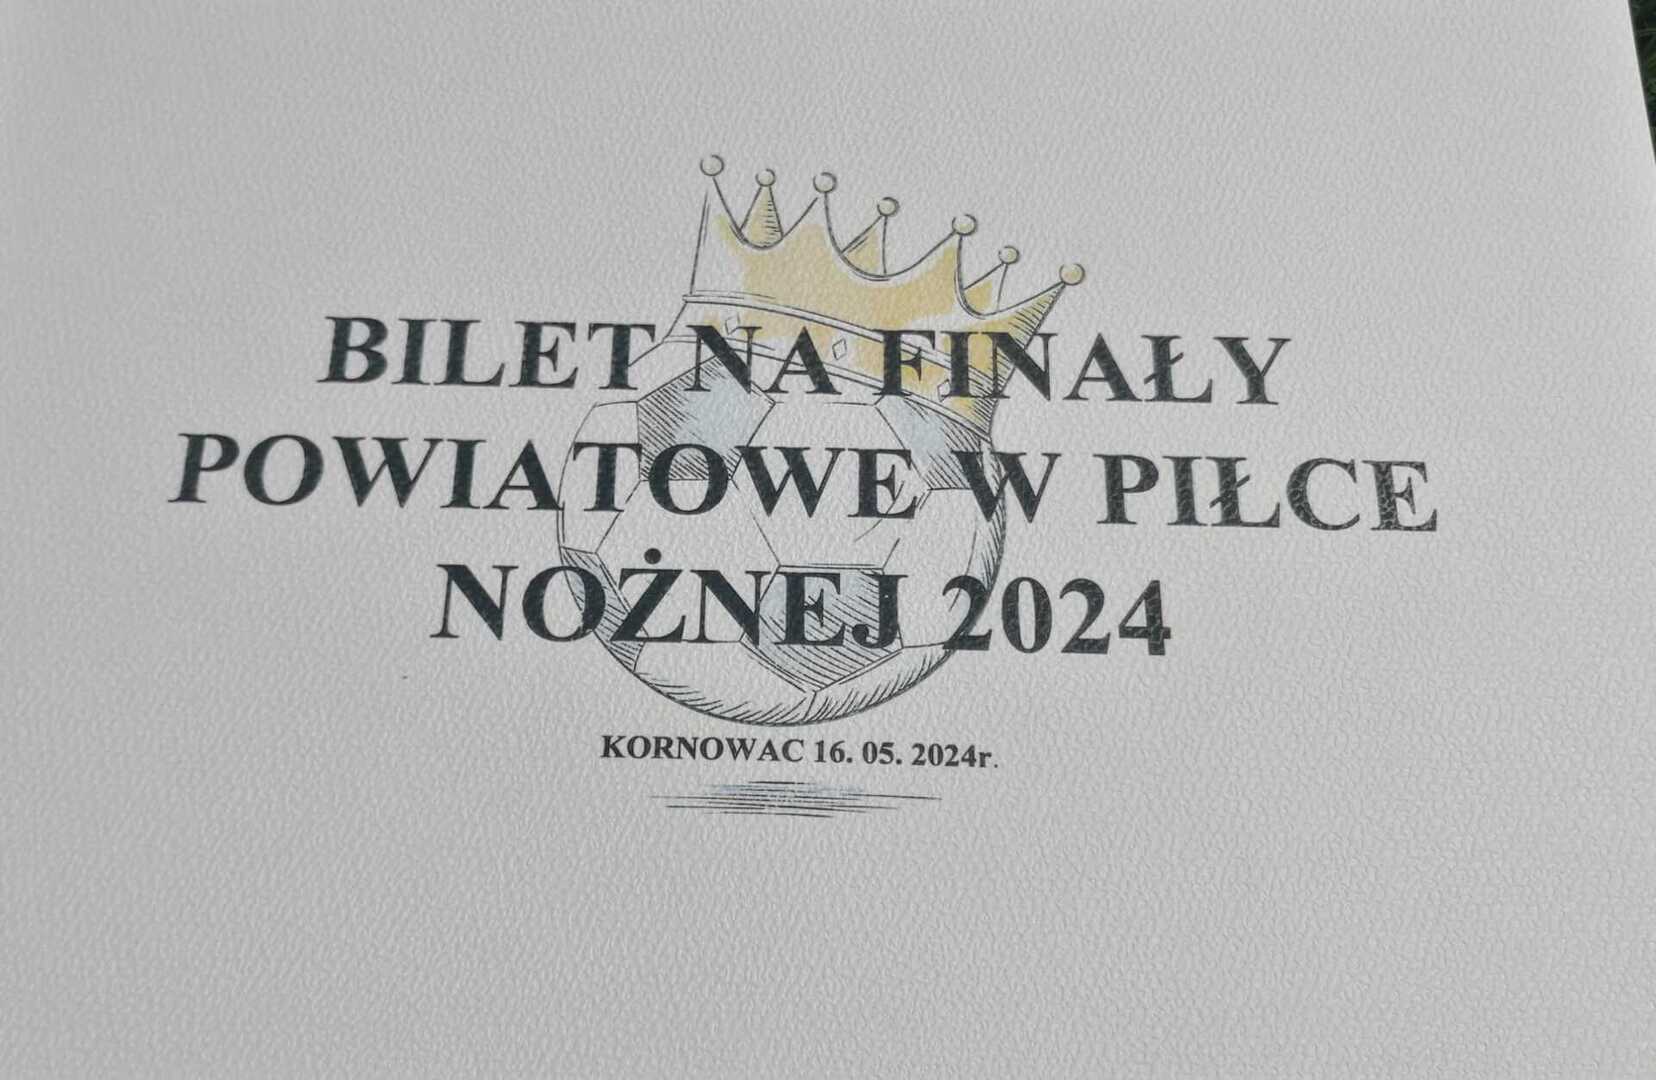 BILET NA FINAŁY
POWIATOWE W PIŁCE
NOŻNEJ 2024
KORNOWAC 16. 05. 2024r.